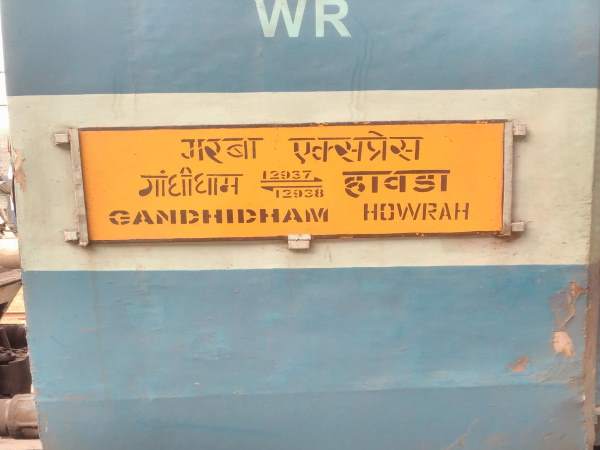 WR
गरबा एक्सप्रेस
गांधीधाम 12937 12938 हावडा
GANDHIDHAM HOWRAH